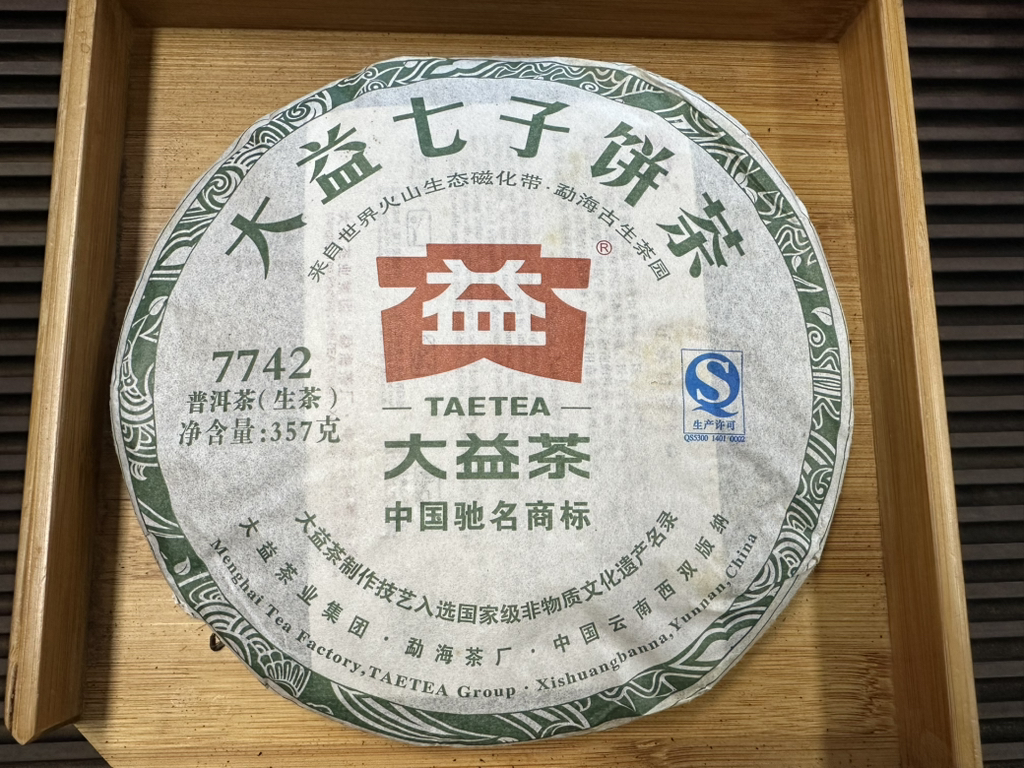 大益七子饼茶
来自世界火山生态磁化带·勐海古生茶园
益
®
7742
普洱茶(生茶)
净含量:357克
— TAETEA —
大益茶
中国驰名商标
生产许可
QS5300 1401 0002
大益茶制作技艺入选国家级非物质文化遗产名录
大益茶业集团·勐海茶厂·中国云南西双版纳
Menghai Tea Factory,TAETEA Group · Xishuangbanna,Yunnan,China